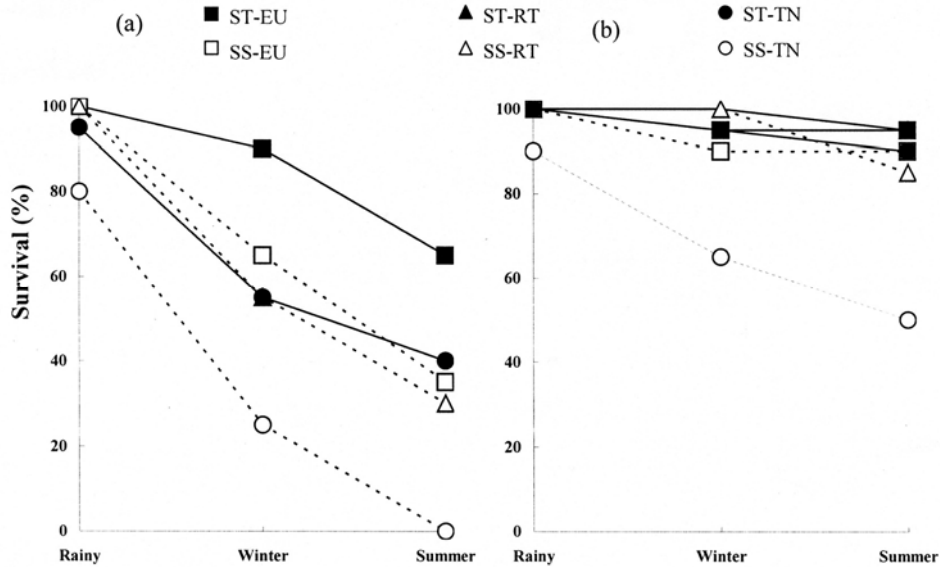 (a)
ST-EU
ST-RT
ST-TN
SS-EU
SS-RT
(b)
SS-TN
Survival (%)
100
80
60
40
20
0
Rainy
Winter
Summer
100
80
60
40
20
0
Rainy
Winter
Summer